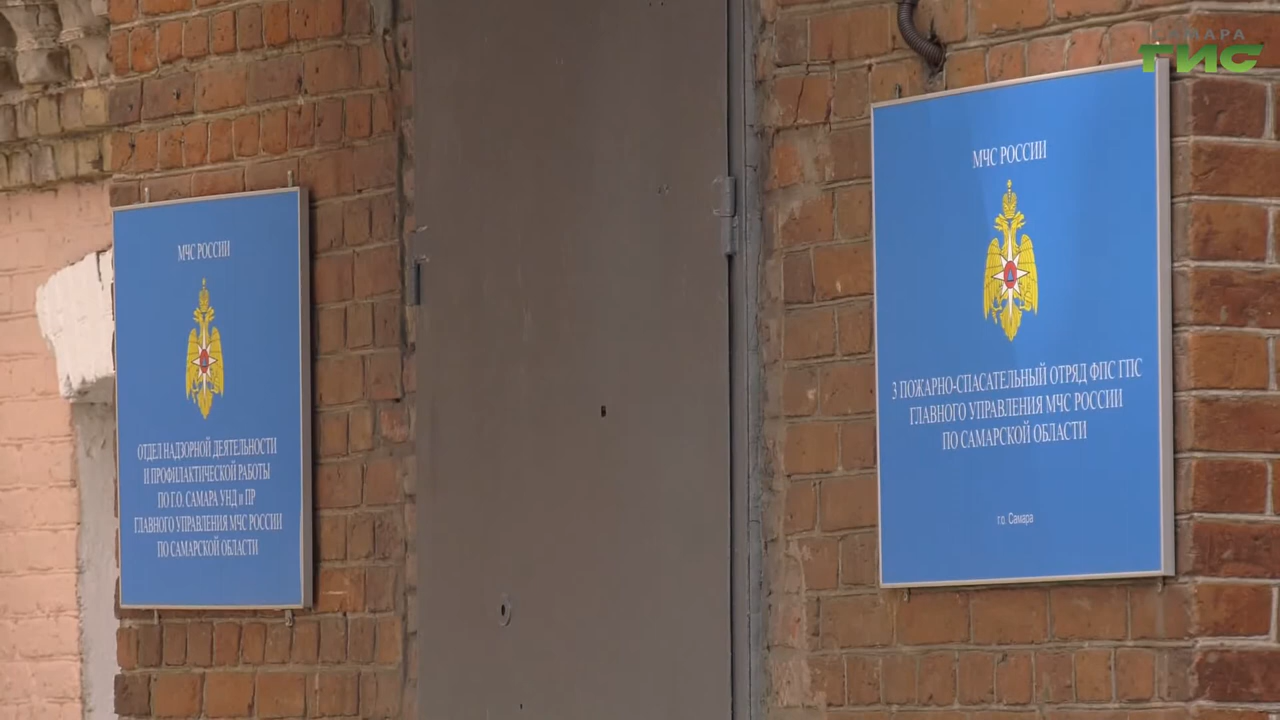 САМАРА
ГИС
МЧС РОССИИ
ОТДЕЛ НАДЗОРНОЙ ДЕЯТЕЛЬНОСТИ
И ПРОФИЛАКТИЧЕСКОЙ РАБОТЫ
ПО Г.О. САМАРА УНД и ПР
ГЛАВНОГО УПРАВЛЕНИЯ МЧС РОССИИ
ПО САМАРСКОЙ ОБЛАСТИ
МЧС РОССИИ
3 ПОЖАРНО-СПАСАТЕЛЬНЫЙ ОТРЯД ФПС ГПС
ГЛАВНОГО УПРАВЛЕНИЯ МЧС РОССИИ
ПО САМАРСКОЙ ОБЛАСТИ
г.о. Самара